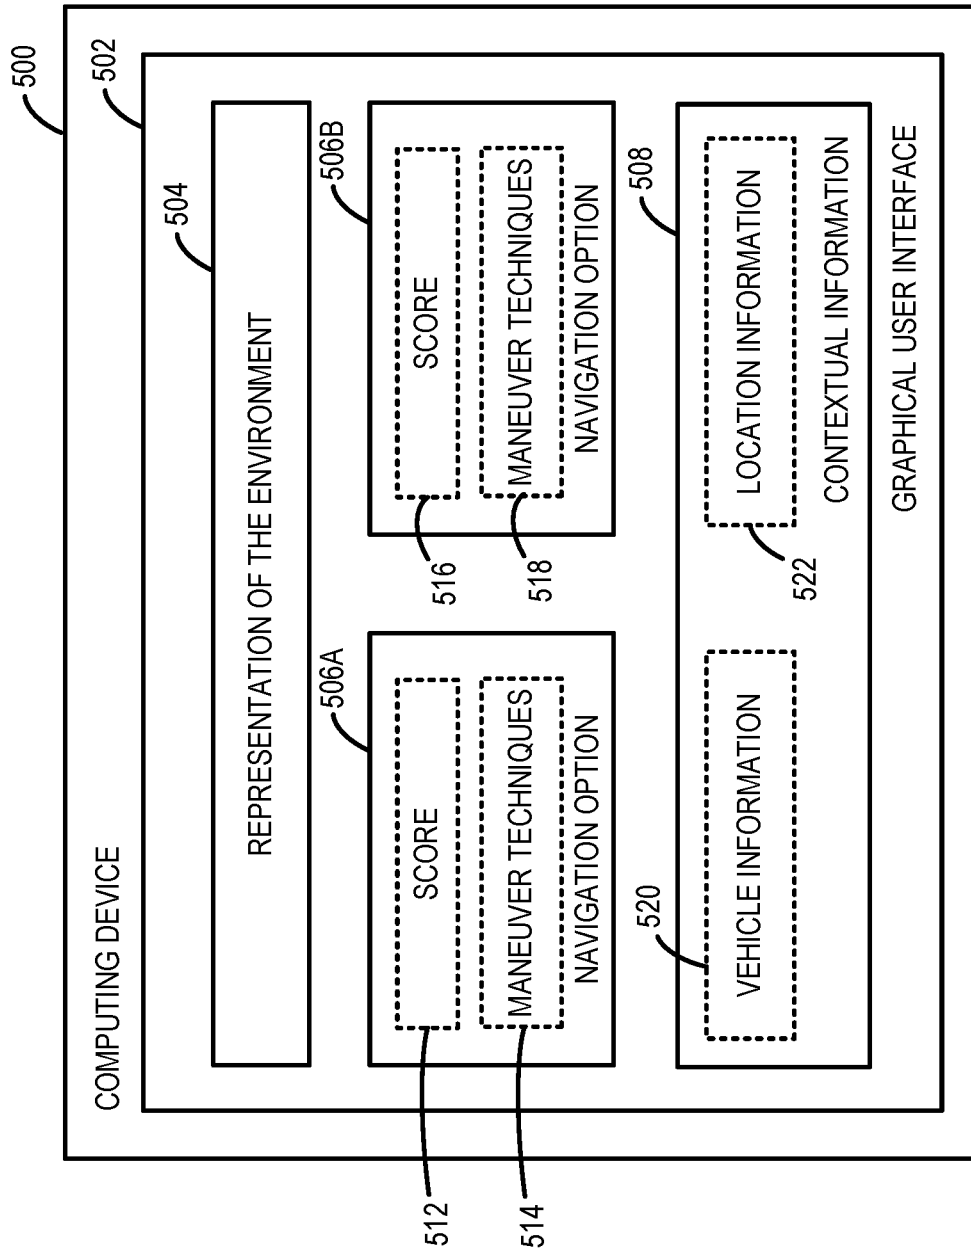 500
COMPUTING DEVICE
502
504
REPRESENTATION OF THE ENVIRONMENT
506A
506B
512
SCORE
516
SCORE
514
MANEUVER TECHNIQUES
518
MANEUVER TECHNIQUES
NAVIGATION OPTION
NAVIGATION OPTION
520
508
VEHICLE INFORMATION
LOCATION INFORMATION
522
CONTEXTUAL INFORMATION
GRAPHICAL USER INTERFACE